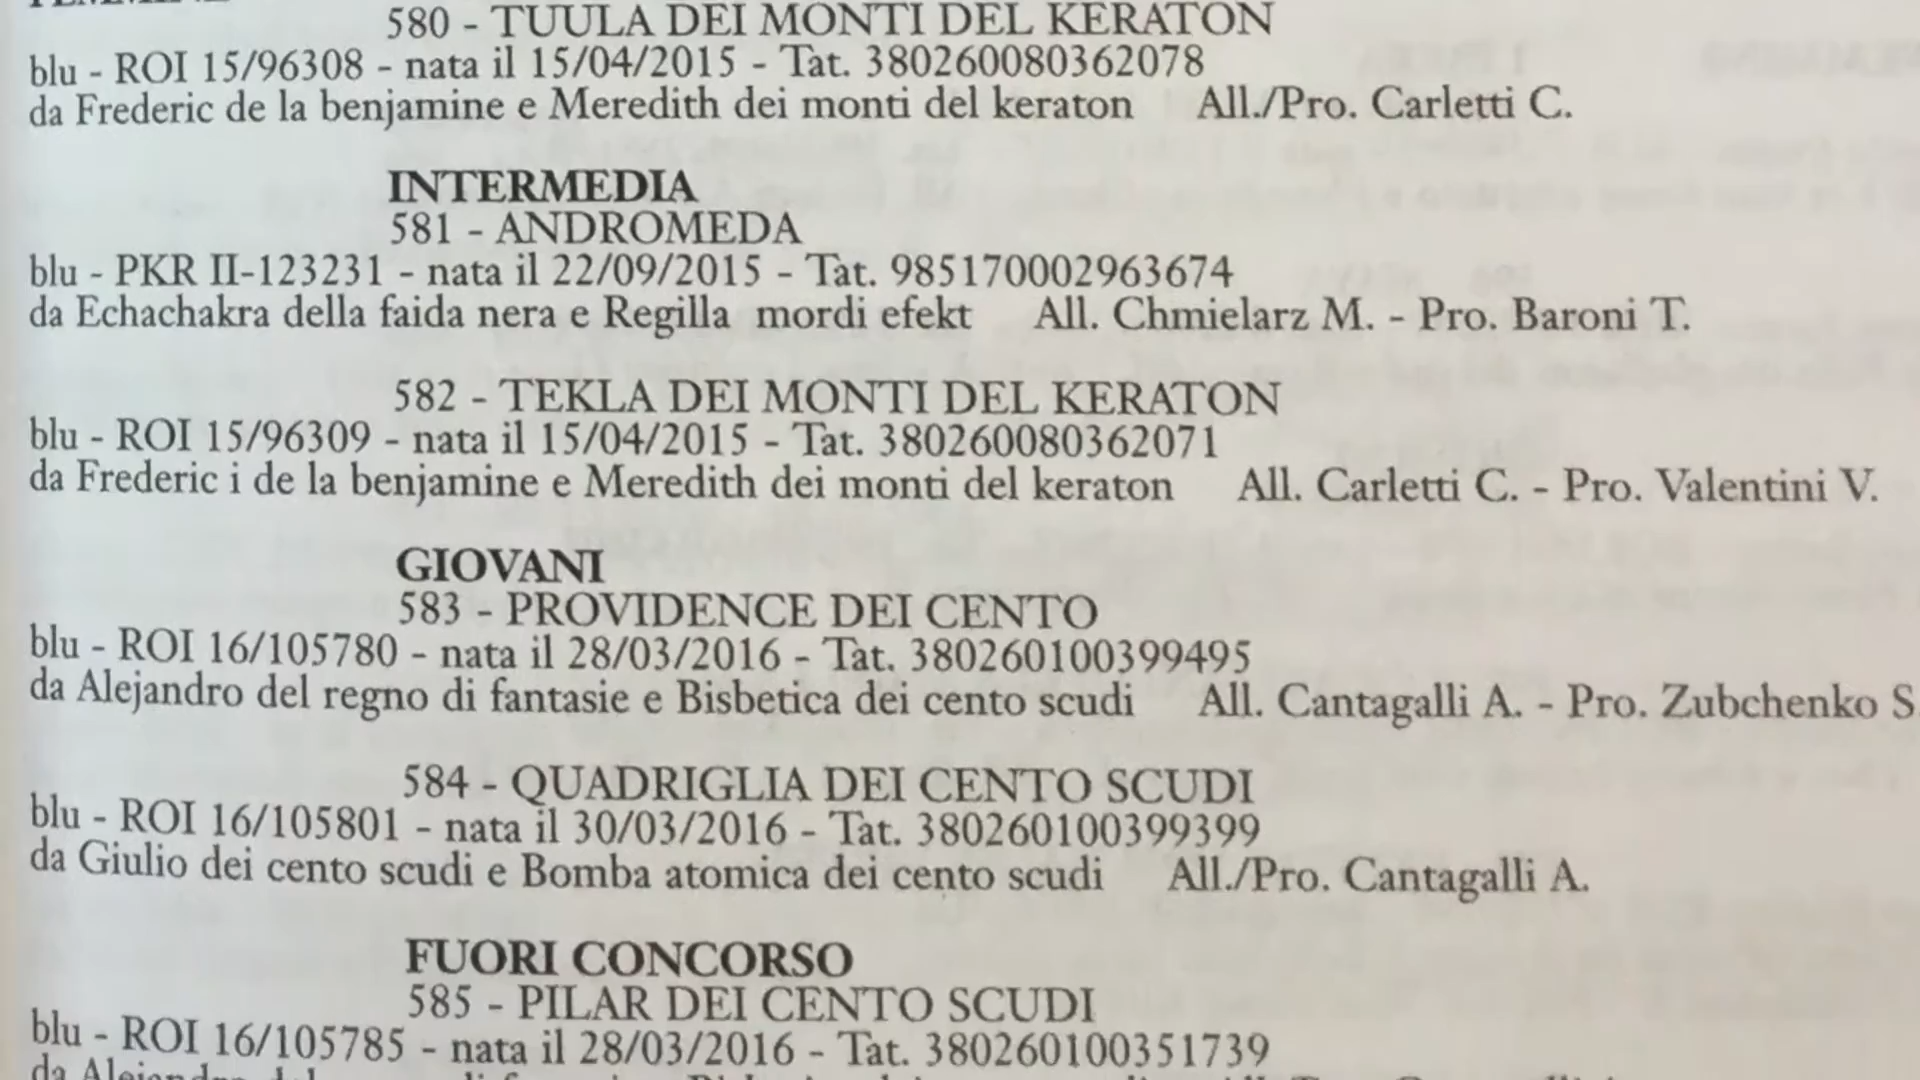 580 - TUULA DEI MONTI DEL KERATON
blu - ROI 15/96308 - nata il 15/04/2015 - Tat. 380260080362078
da Frederic de la benjamine e Meredith dei monti del keraton All./Pro. Carletti C.
INTERMEDIA
581 - ANDROMEDA
blu - PKR II-123231 - nata il 22/09/2015 - Tat. 985170002963674
da Echachakra della faida nera e Regilla mordi efekt All. Chmielarz M. - Pro. Baroni T.
582 - TEKLA DEI MONTI DEL KERATON
blu - ROI 15/96309 - nata il 15/04/2015 - Tat. 380260080362071
da Frederic i de la benjamine e Meredith dei monti del keraton All. Carletti C. - Pro. Valentini V.
GIOVANI
583 - PROVIDENCE DEI CENTO
blu - ROI 16/105780 - nata il 28/03/2016 - Tat. 380260100399495
da Alejandro del regno di fantasie e Bisbetica dei cento scudi All. Cantagalli A. - Pro. Zubchenko S.
584 - QUADRIGLIA DEI CENTO SCUDI
blu - ROI 16/105801 - nata il 30/03/2016 - Tat. 380260100399399
da Giulio dei cento scudi e Bomba atomica dei cento scudi All./Pro. Cantagalli A.
FUORI CONCORSO
585 - PILAR DEI CENTO SCUDI
blu - ROI 16/105785 - nata il 28/03/2016 - Tat. 380260100351739